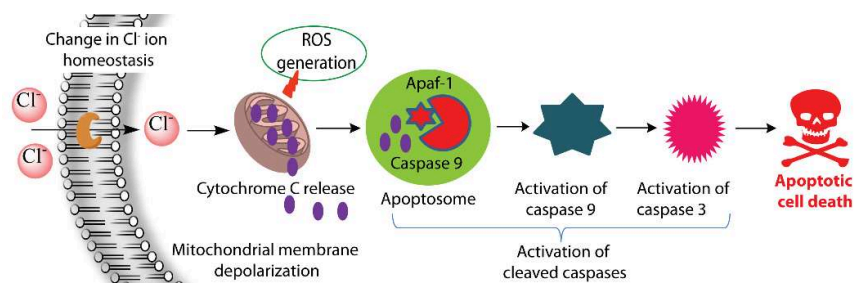 Change in Cl⁻ ion
homeostasis
Cl⁻
Cl⁻
Cl⁻
ROS
generation
Cytochrome C release
Mitochondrial membrane
depolarization
Apaf-1
Caspase 9
Apoptosome
Activation of
caspase 9
Activation of
caspase 3
Activation of
cleaved caspases
Apoptotic
cell death